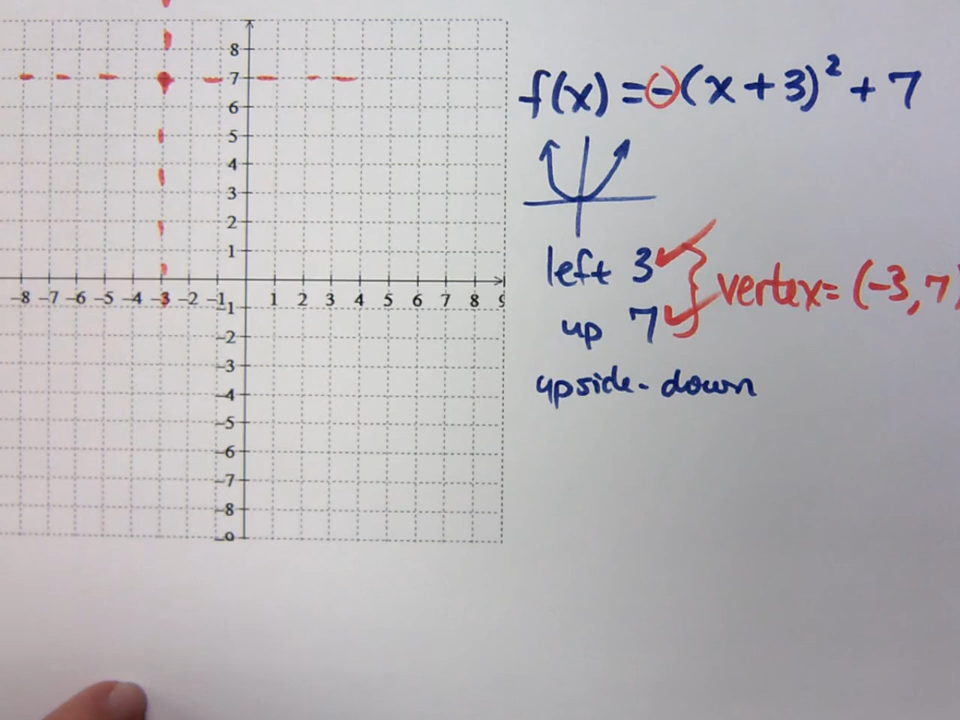 f(x) = -(x + 3)² + 7
left 3
up 7
vertex = (-3, 7)
upside-down
8
7
6
5
4
3
2
1
-8 -7 -6 -5 -4 -3 -2 -1 1 2 3 4 5 6 7 8 9
-1
-2
-3
-4
-5
-6
-7
-8
-9